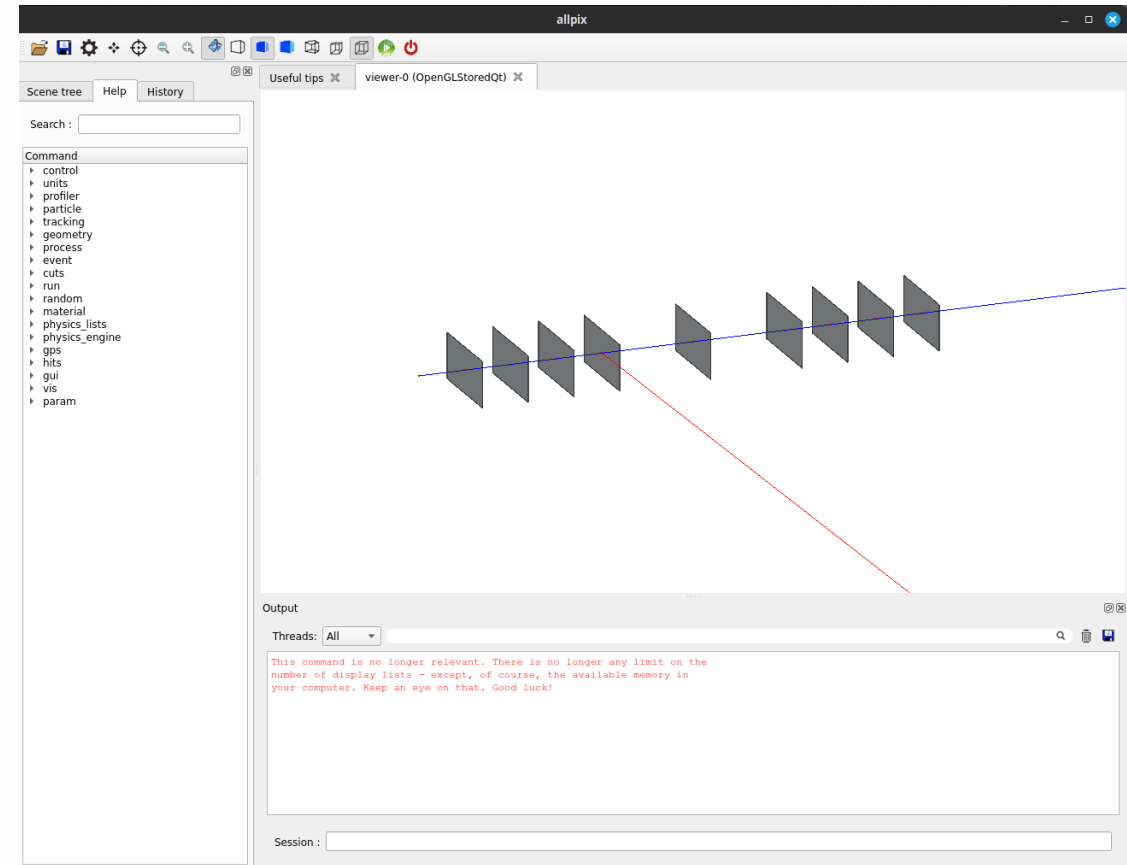 allpix
Useful tips
viewer-0 (OpenGLStoredQt)
Scene tree
Help
History
Search :
Command
control
units
profiler
particle
tracking
geometry
process
event
cuts
run
random
material
physics_lists
physics_engine
gps
hits
gui
vis
param
Output
Threads:
All
This command is no longer relevant. There is no longer any limit on the
number of display lists - except, of course, the available memory in
your computer. Keep an eye on that. Good luck!
Session :